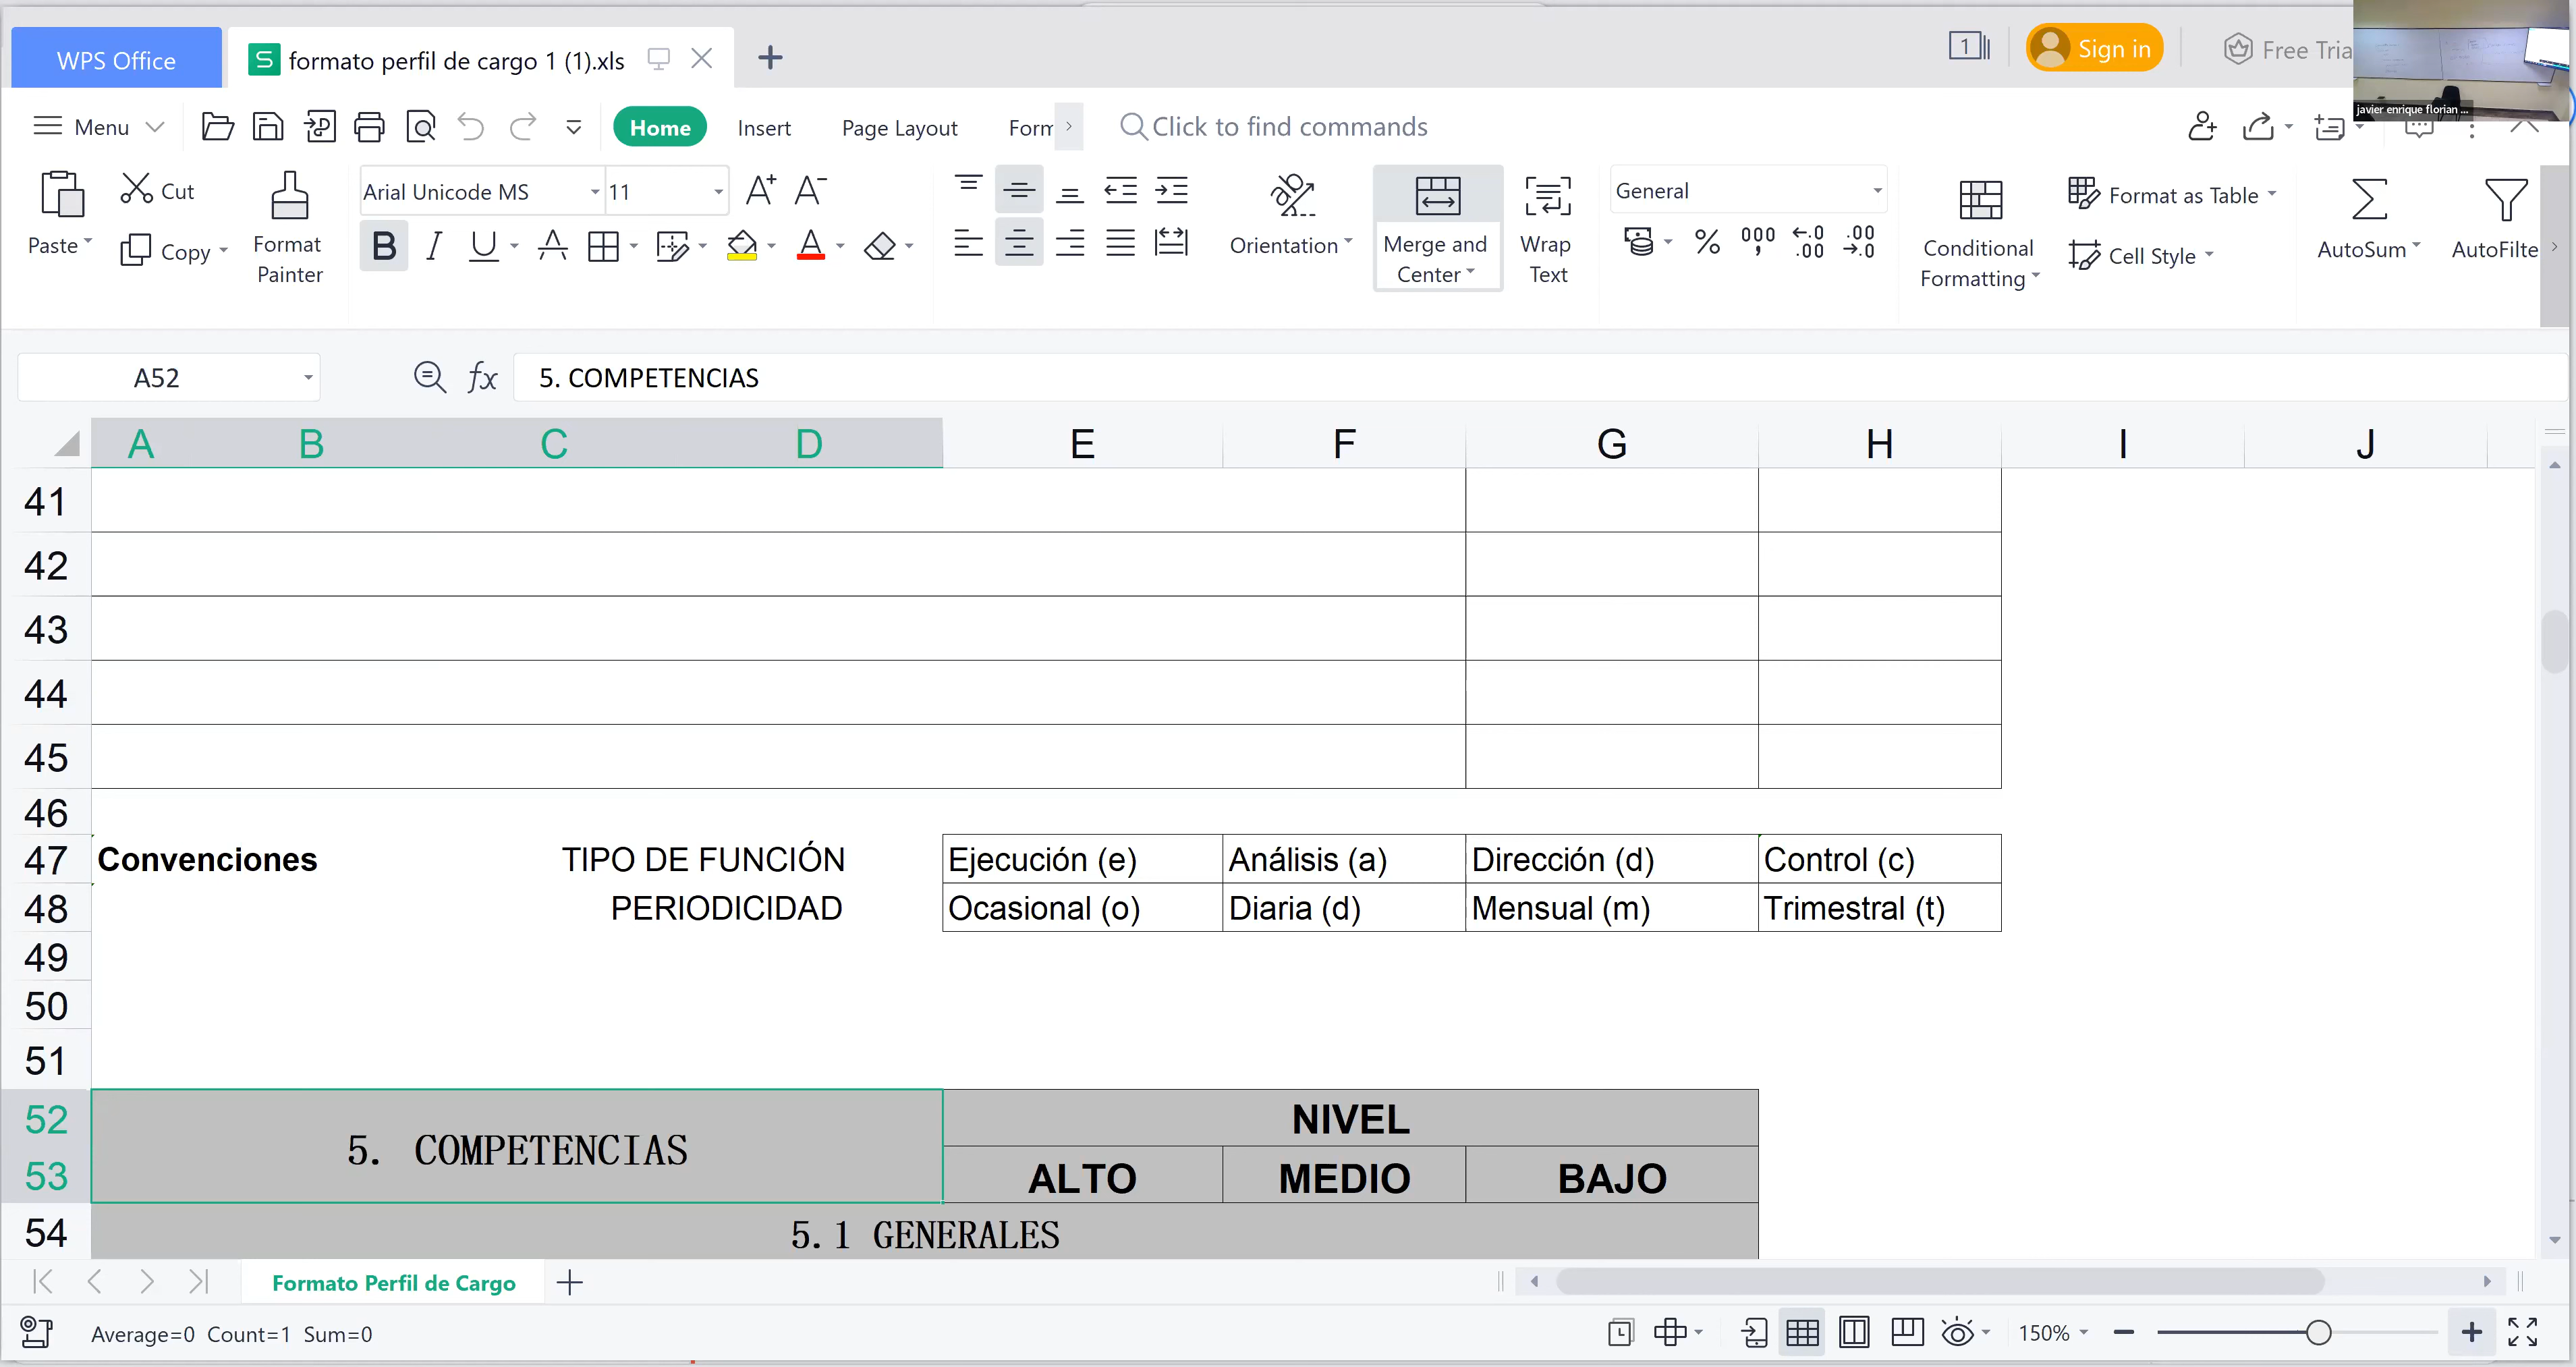 WPS Office
formato perfil de cargo 1 (1).xls
1
Sign in
Free Tria
javier enrique florian ...
Menu
Home
Insert
Page Layout
Form
Click to find commands
Paste
Cut
Copy
Format
Painter
Arial Unicode MS
11
Orientation
Merge and
Center
Wrap
Text
General
Conditional
Formatting
Format as Table
Cell Style
AutoSum
AutoFilte
A52
fx
5. COMPETENCIAS
A B C D E F G H I J
41
42
43
44
45
46
47 Convenciones TIPO DE FUNCIÓN Ejecución (e) Análisis (a) Dirección (d) Control (c)
48 PERIODICIDAD Ocasional (o) Diaria (d) Mensual (m) Trimestral (t)
49
50
51
52 NIVEL
5. COMPETENCIAS
53 ALTO MEDIO BAJO
54 5.1 GENERALES
Formato Perfil de Cargo
Average=0 Count=1 Sum=0
150%